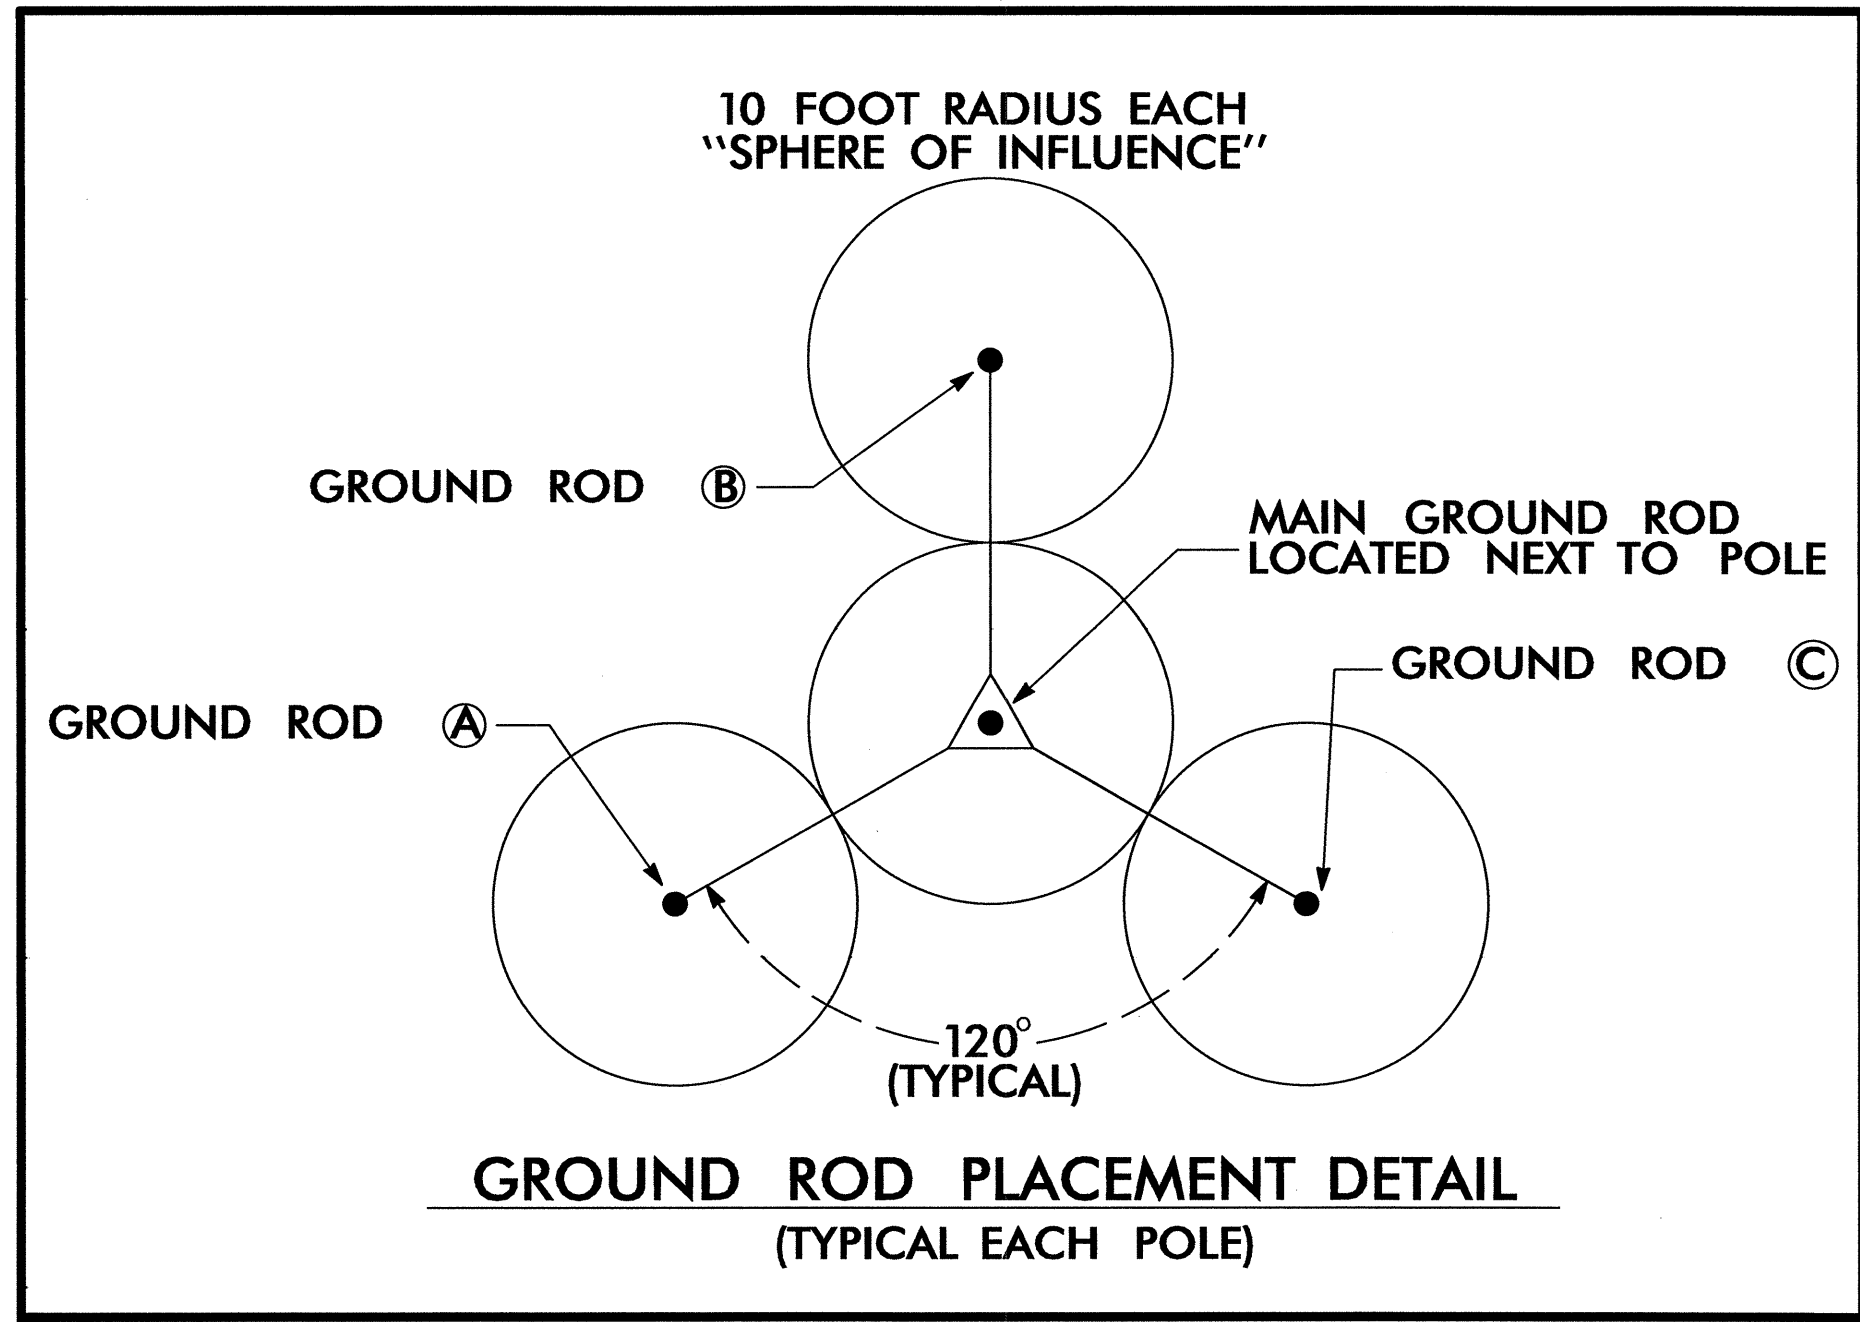 10 FOOT RADIUS EACH
"SPHERE OF INFLUENCE"
GROUND ROD Ⓑ
MAIN GROUND ROD
LOCATED NEXT TO POLE
GROUND ROD Ⓒ
GROUND ROD Ⓐ
120°
(TYPICAL)
GROUND ROD PLACEMENT DETAIL
(TYPICAL EACH POLE)